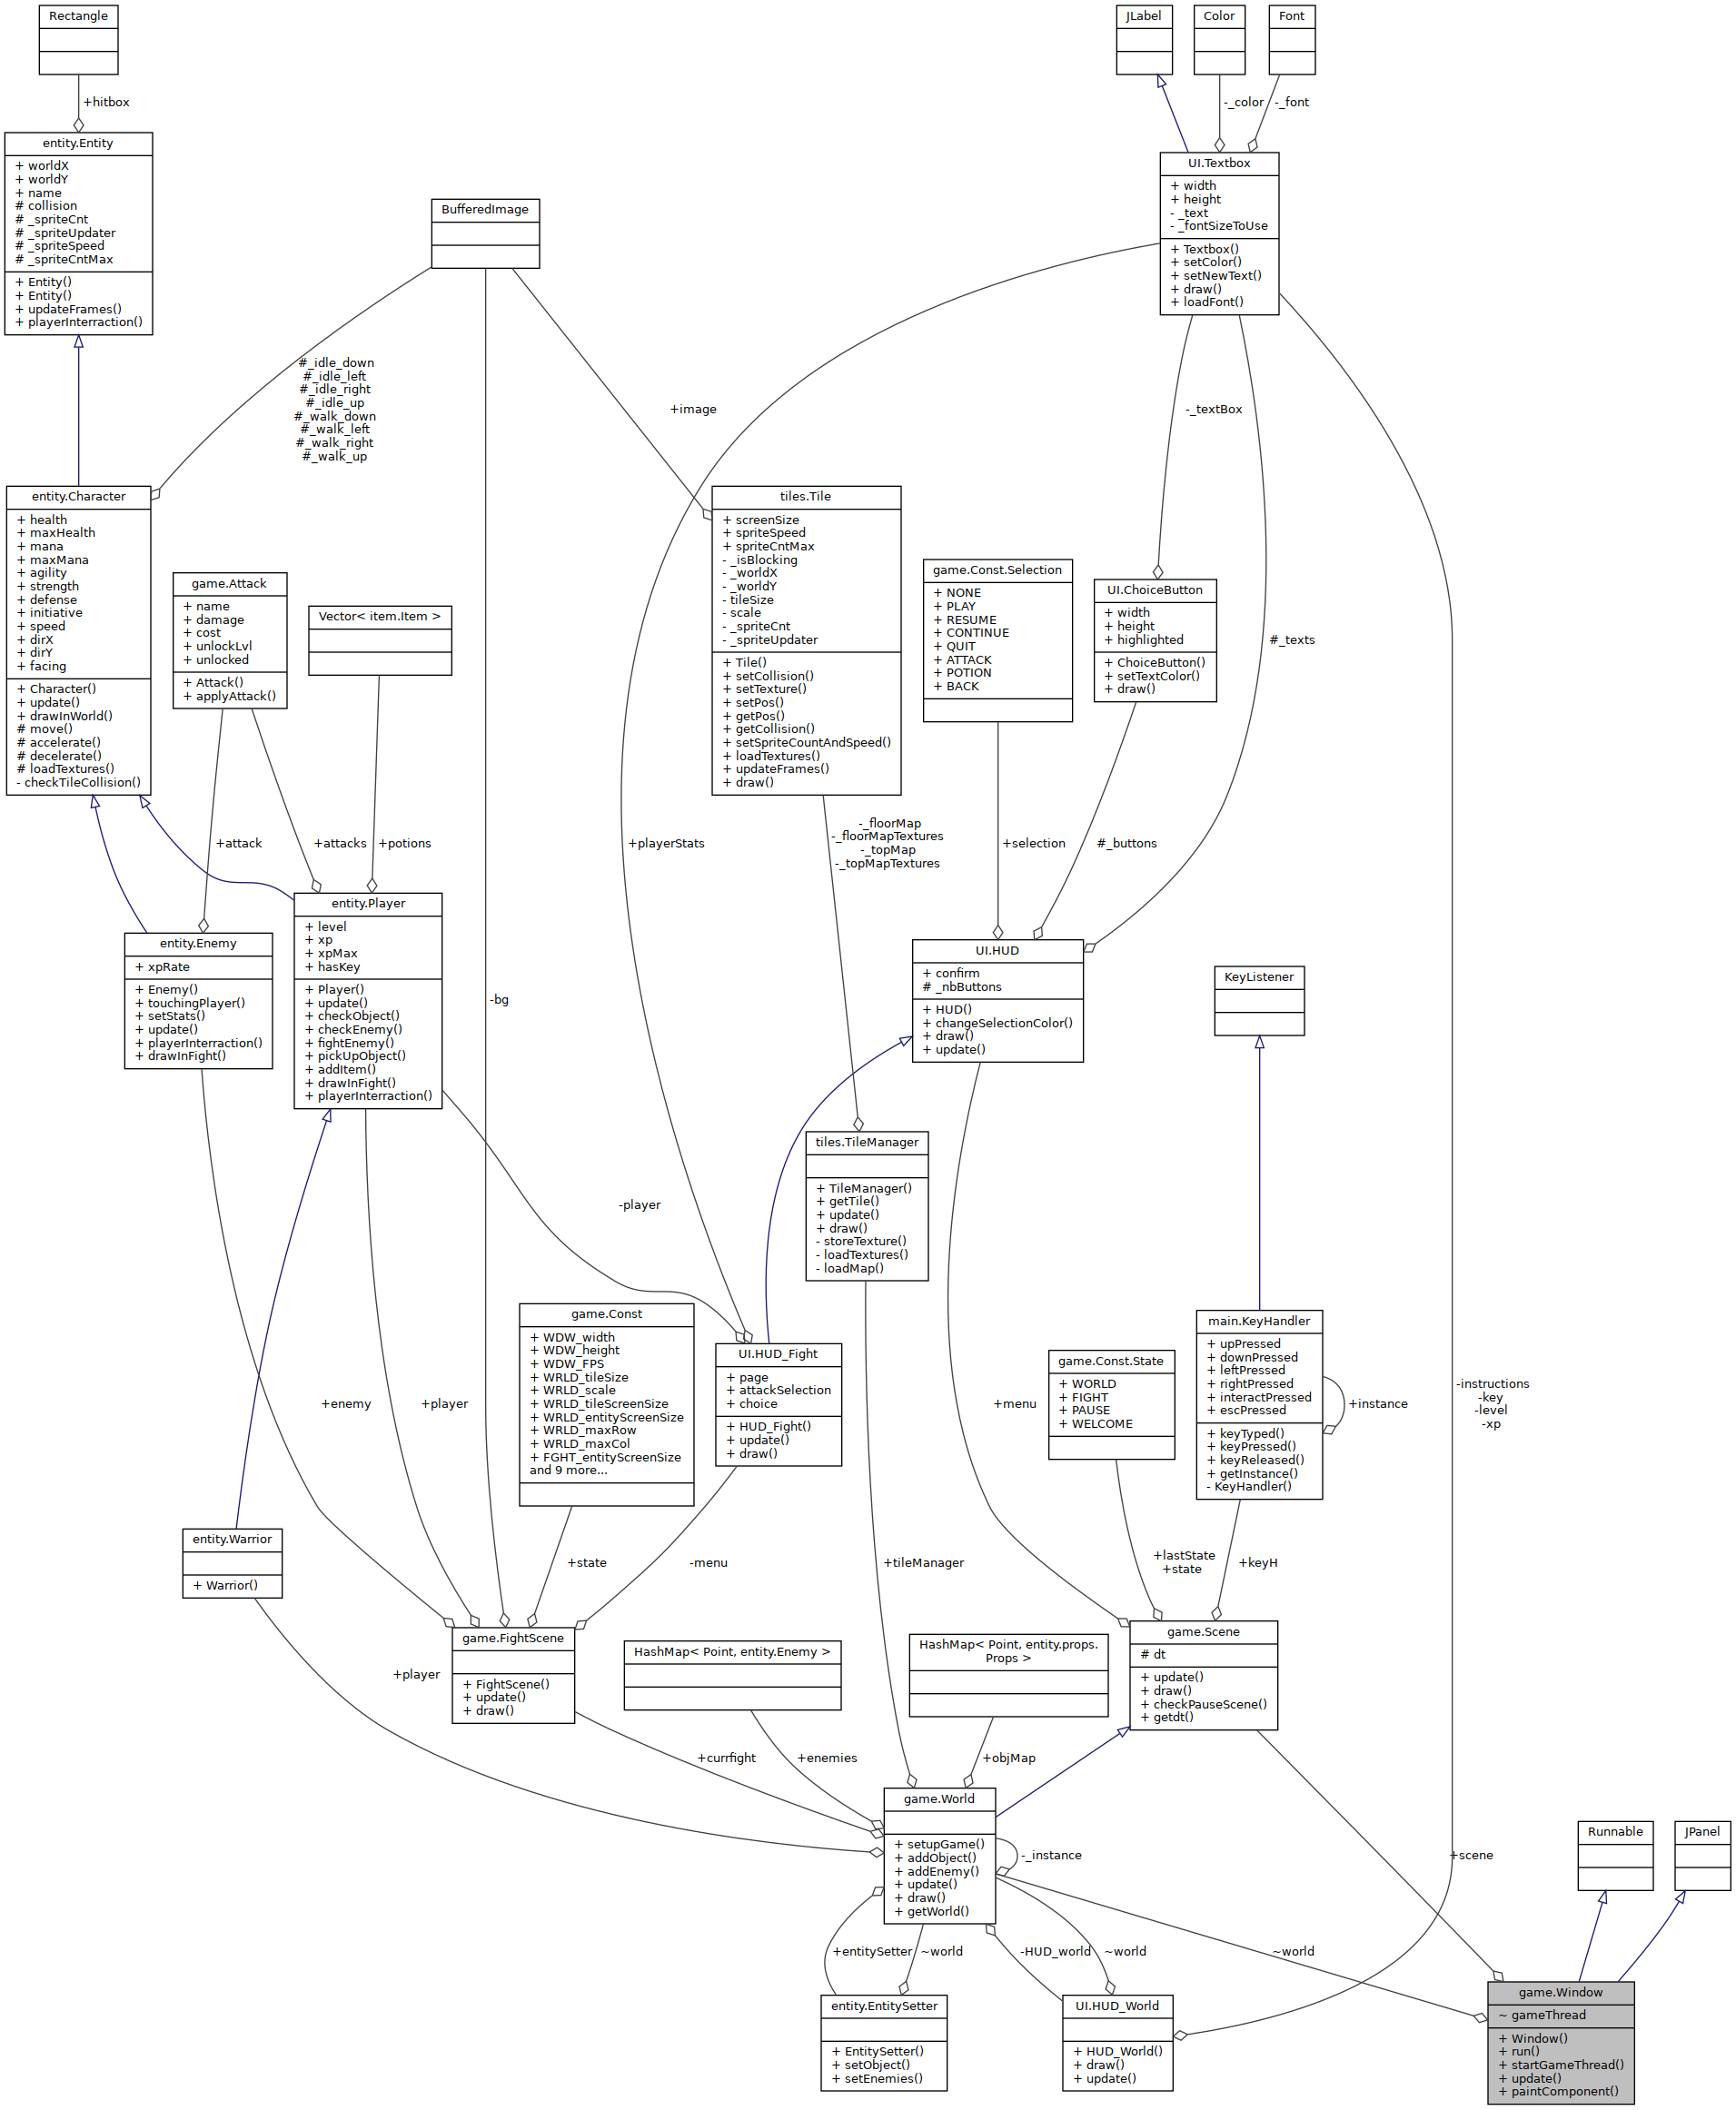 Rectangle
JLabel
Color
Font
+hitbox
-_color
-_font
entity.Entity
+ worldX
+ worldY
+ name
# collision
# _spriteCnt
# _spriteUpdater
# _spriteSpeed
# _spriteCntMax
+ Entity()
+ Entity()
+ updateFrames()
+ playerInterraction()
UI.Textbox
+ width
+ height
- _text
- _fontSizeToUse
+ Textbox()
+ setColor()
+ setNewText()
+ draw()
+ loadFont()
BufferedImage
#_idle_down
#_idle_left
#_idle_right
#_idle_up
#_walk_down
#_walk_left
#_walk_right
#_walk_up
+image
-_textBox
entity.Character
+ health
+ maxHealth
+ mana
+ maxMana
+ agility
+ strength
+ defense
+ initiative
+ speed
+ dirX
+ dirY
+ facing
+ Character()
+ update()
+ drawInWorld()
# move()
# accelerate()
# decelerate()
# loadTextures()
- checkTileCollision()
game.Attack
+ name
+ damage
+ cost
+ unlockLvl
+ unlocked
+ Attack()
+ applyAttack()
Vector< item.Item >
tiles.Tile
+ screenSize
+ spriteSpeed
+ spriteCntMax
- _isBlocking
- _worldX
- _worldY
- tileSize
- scale
- _spriteCnt
- _spriteUpdater
+ Tile()
+ setCollision()
+ setTexture()
+ setPos()
+ getPos()
+ getCollision()
+ setSpriteCountAndSpeed()
+ loadTextures()
+ updateFrames()
+ draw()
game.Const.Selection
+ NONE
+ PLAY
+ RESUME
+ CONTINUE
+ QUIT
+ ATTACK
+ POTION
+ BACK
UI.ChoiceButton
+ width
+ height
+ highlighted
+ ChoiceButton()
+ setTextColor()
+ draw()
#_texts
+attack
+attacks
+potions
+playerStats
-_floorMap
-_floorMapTextures
-_topMap
-_topMapTextures
+selection
#_buttons
entity.Enemy
+ xpRate
+ Enemy()
+ touchingPlayer()
+ setStats()
+ update()
+ playerInterraction()
+ drawInFight()
entity.Player
+ level
+ xp
+ xpMax
+ hasKey
+ Player()
+ update()
+ checkObject()
+ checkEnemy()
+ fightEnemy()
+ pickUpObject()
+ addItem()
+ drawInFight()
+ playerInterraction()
-bg
UI.HUD
+ confirm
# _nbButtons
+ HUD()
+ changeSelectionColor()
+ draw()
+ update()
KeyListener
-player
tiles.TileManager
+ TileManager()
+ getTile()
+ update()
+ draw()
- storeTexture()
- loadTextures()
- loadMap()
game.Const
+ WDW_width
+ WDW_height
+ WDW_FPS
+ WRLD_tileSize
+ WRLD_scale
+ WRLD_tileScreenSize
+ WRLD_entityScreenSize
+ WRLD_maxRow
+ WRLD_maxCol
+ FGHT_entityScreenSize
and 9 more...
UI.HUD_Fight
+ page
+ attackSelection
+ choice
+ HUD_Fight()
+ update()
+ draw()
+menu
game.Const.State
+ WORLD
+ FIGHT
+ PAUSE
+ WELCOME
main.KeyHandler
+ upPressed
+ downPressed
+ leftPressed
+ rightPressed
+ interactPressed
+ escPressed
+ keyTyped()
+ keyPressed()
+ keyReleased()
+ getInstance()
- KeyHandler()
+instance
-instructions
-key
-level
-xp
+enemy
+player
entity.Warrior
+ Warrior()
+state
-menu
+tileManager
+lastState
+state
+keyH
game.FightScene
+ FightScene()
+ update()
+ draw()
+player
HashMap< Point, entity.Enemy >
HashMap< Point, entity.props.
Props >
game.Scene
# dt
+ update()
+ draw()
+ checkPauseScene()
+ getdt()
+currfight
+enemies
+objMap
game.World
+ setupGame()
+ addObject()
+ addEnemy()
+ update()
+ draw()
+ getWorld()
-_instance
+scene
Runnable
JPanel
+entitySetter
~world
-HUD_world
~world
~world
entity.EntitySetter
+ EntitySetter()
+ setObject()
+ setEnemies()
UI.HUD_World
+ HUD_World()
+ draw()
+ update()
game.Window
~ gameThread
+ Window()
+ run()
+ startGameThread()
+ update()
+ paintComponent()